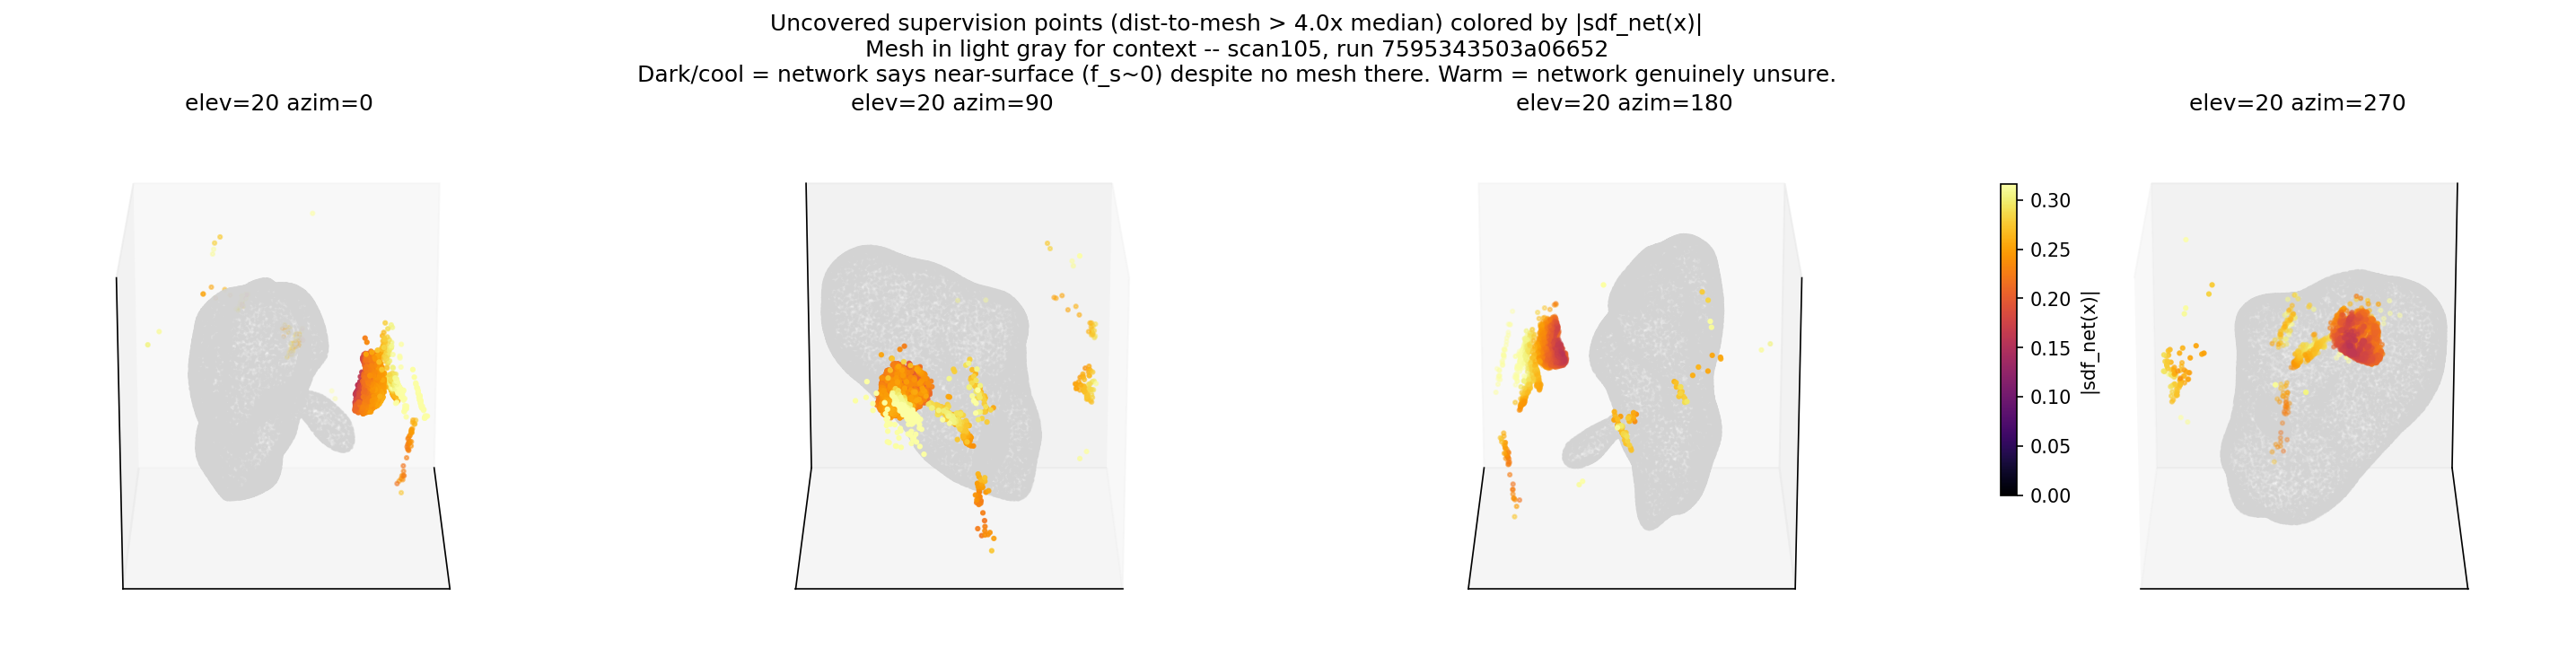 Uncovered supervision points (dist-to-mesh > 4.0x median) colored by |sdf_net(x)|
Mesh in light gray for context -- scan105, run 7595343503a06652
Dark/cool = network says near-surface (f_s~0) despite no mesh there. Warm = network genuinely unsure.
elev=20 azim=0
elev=20 azim=90
elev=20 azim=180
elev=20 azim=270
0.30
0.25
0.20
0.15
0.10
0.05
0.00
|sdf_net(x)|